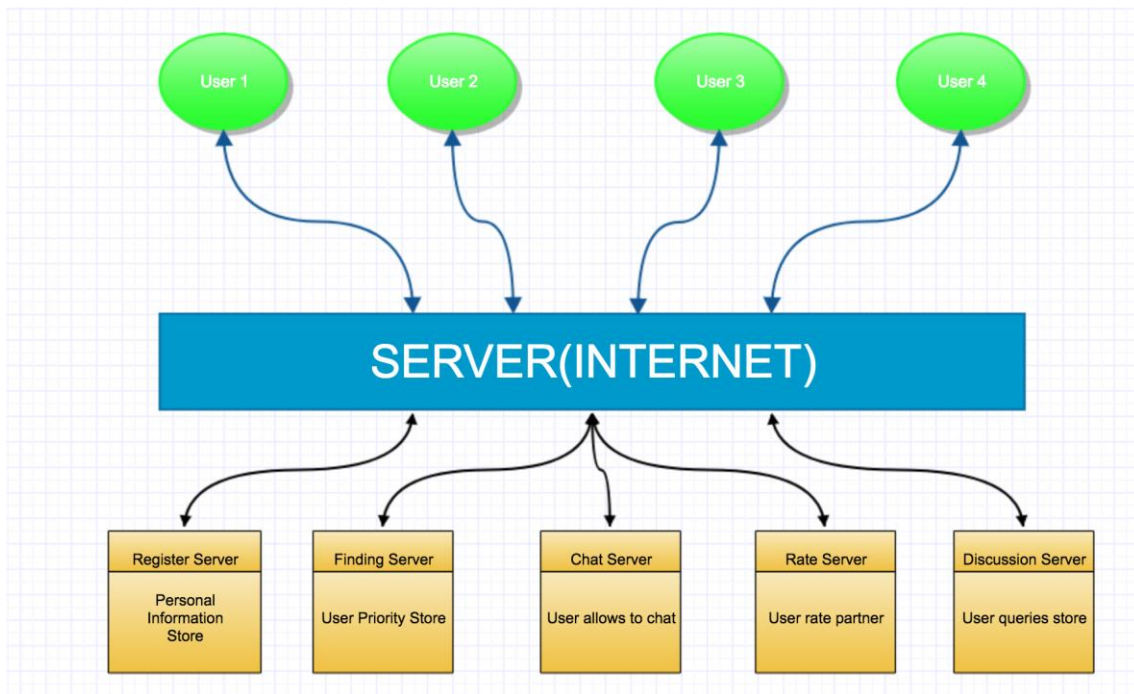 User 1
User 2
User 3
User 4
SERVER(INTERNET)
Register Server
Personal
Information
Store
Finding Server
User Priority Store
Chat Server
User allows to chat
Rate Server
User rate partner
Discussion Server
User queries store